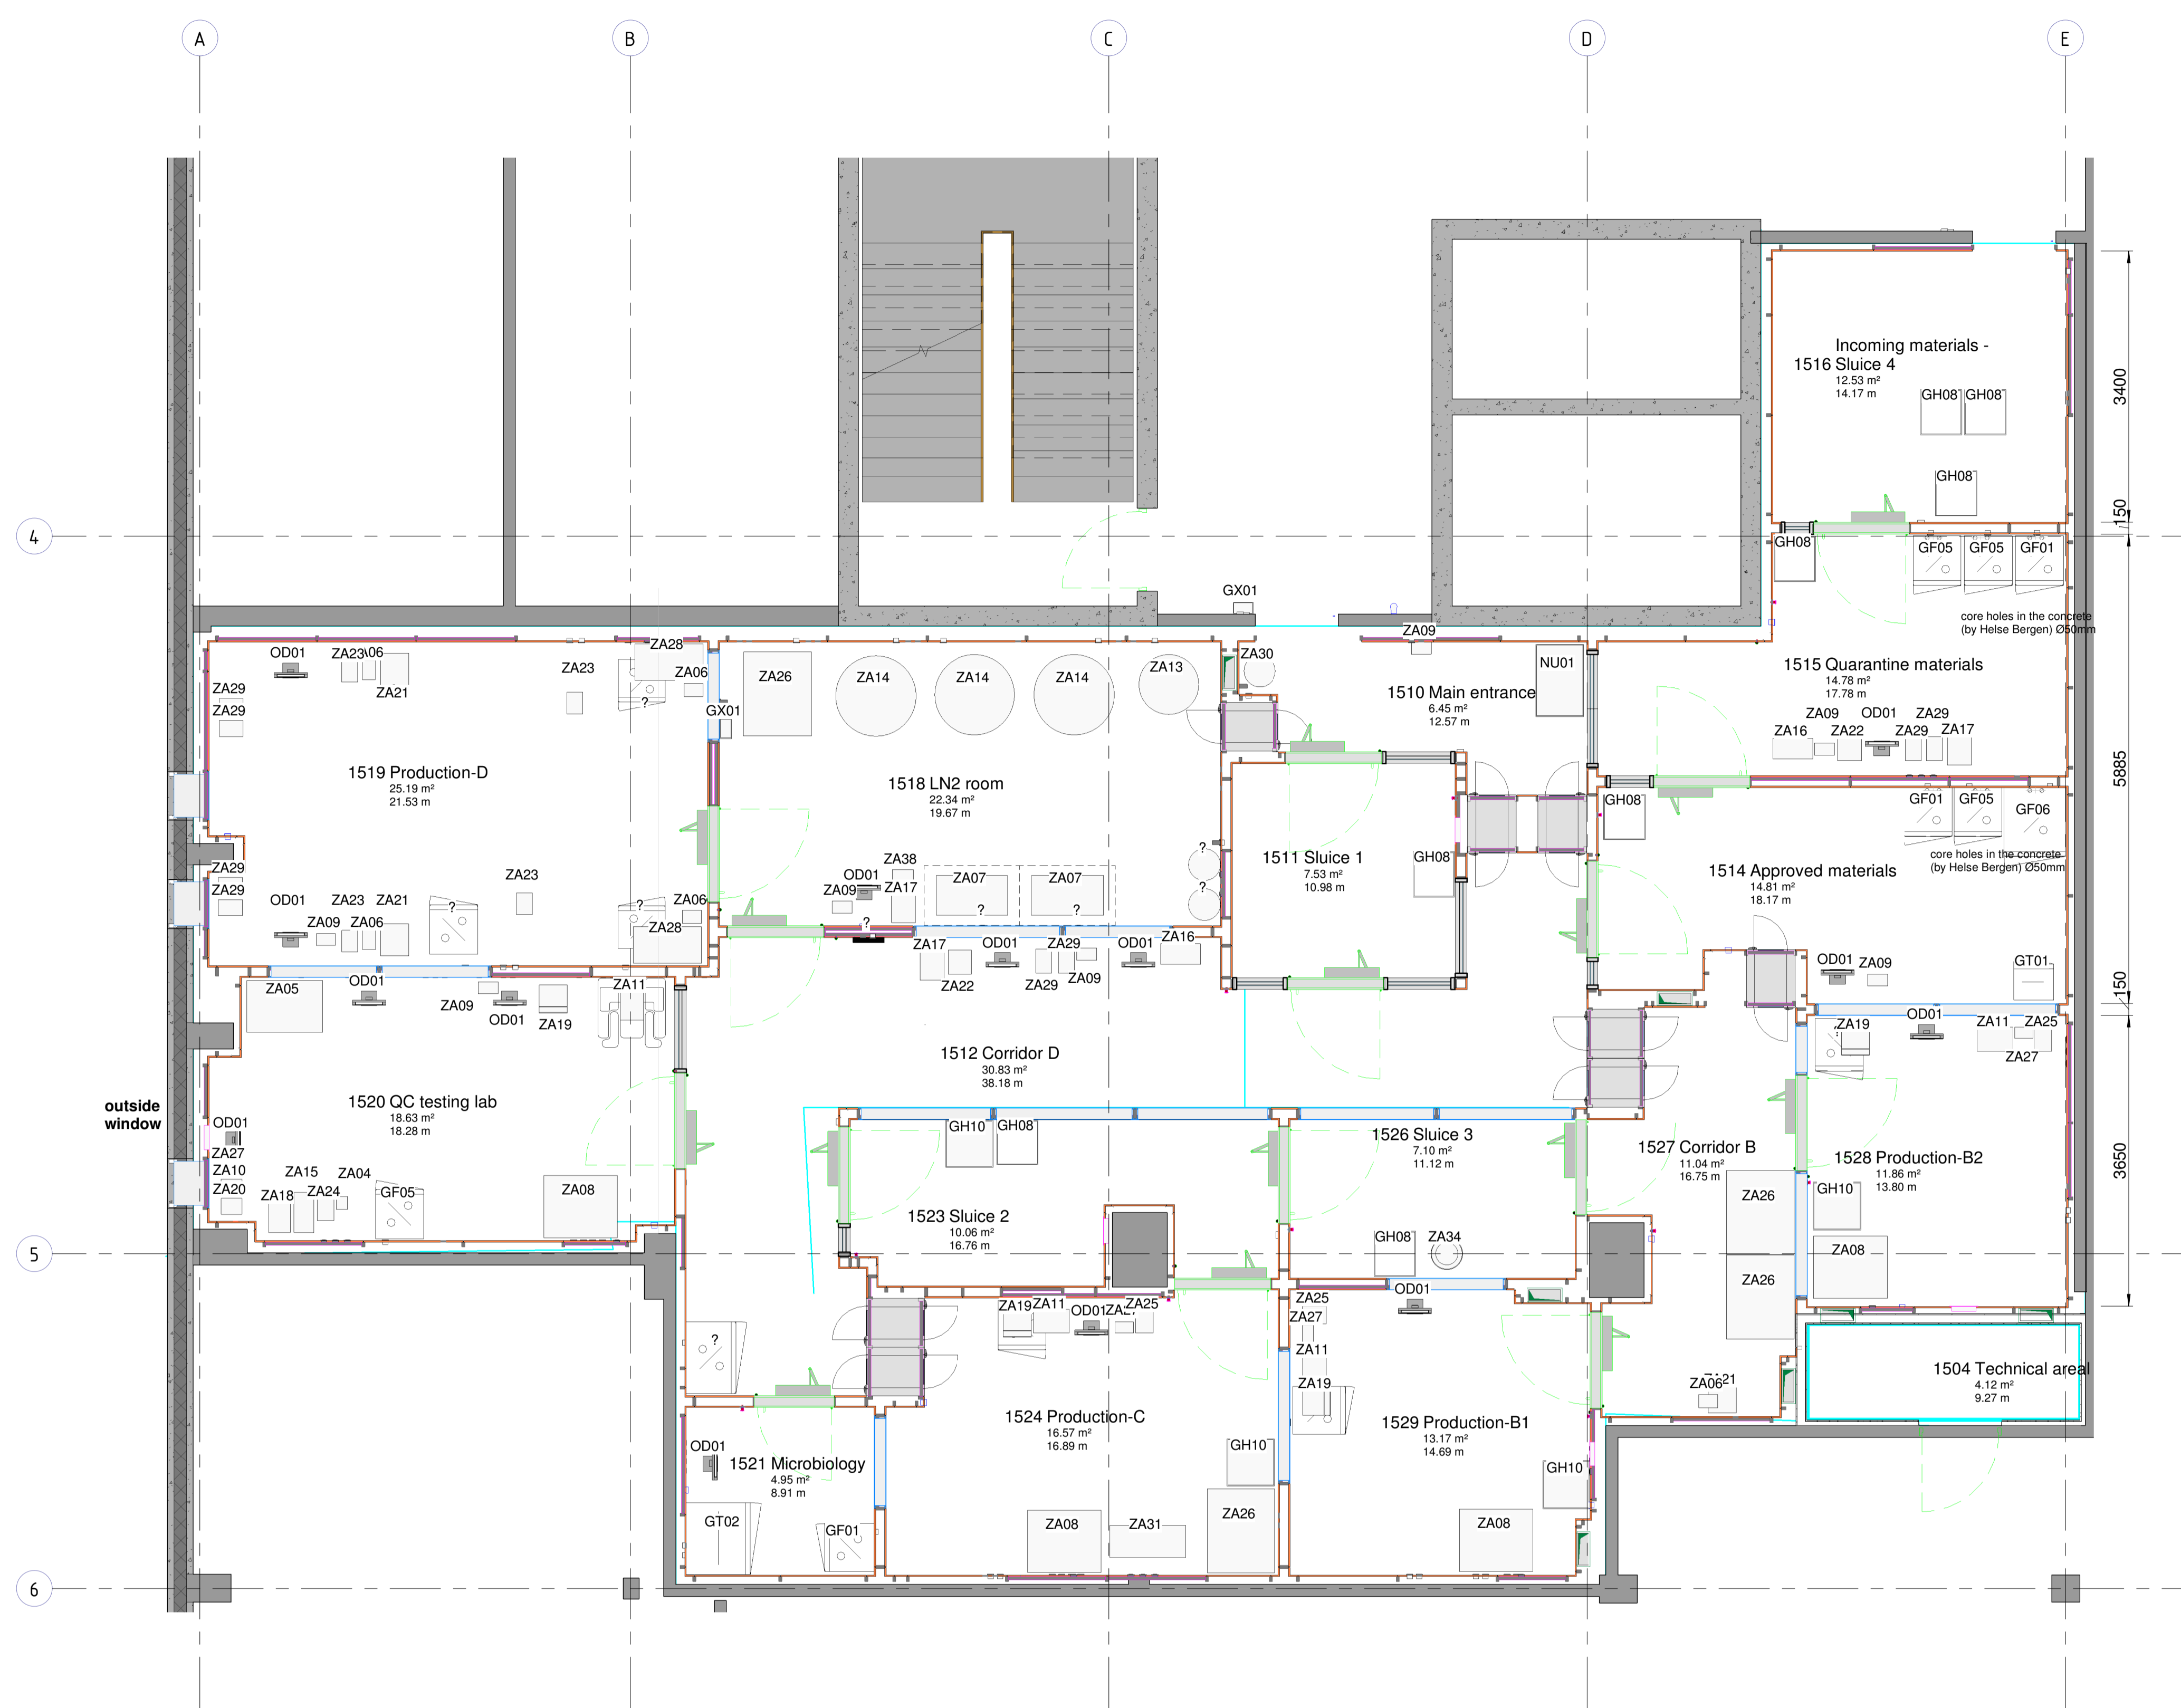 A
B
C
D
E
4
5
6
Incoming materials -
1516 Sluice 4
12.53 m²
14.17 m
GH08
GH08
GH08
3400
150
GH08
GF05
GF05
GF01
core holes in the concrete
(by Helse Bergen) Ø50mm
1515 Quarantine materials
14.78 m²
17.78 m
ZA09
OD01
ZA29
ZA16
ZA22
ZA29
ZA17
5885
GX01
ZA09
ZA30
NU01
1510 Main entrance
6.45 m²
12.57 m
OD01
ZA23
ZA21
ZA29
ZA29
ZA23
ZA28
ZA06
?
GX01
1519 Production-D
25.19 m²
21.53 m
ZA29
ZA29
OD01
ZA23
ZA21
ZA09
ZA06
?
ZA23
?
ZA06
ZA28
ZA26
ZA14
ZA14
ZA14
ZA13
1518 LN2 room
22.34 m²
19.67 m
ZA38
OD01
ZA09
ZA17
ZA07
ZA07
?
?
?
?
?
1511 Sluice 1
7.53 m²
10.98 m
GH08
GH08
GF01
GF05
GF06
core holes in the concrete
(by Helse Bergen) Ø50mm
1514 Approved materials
14.81 m²
18.17 m
OD01
ZA09
GT01
150
ZA17
OD01
ZA29
OD01
ZA16
ZA22
ZA29
ZA09
1512 Corridor D
30.83 m²
38.18 m
ZA05
OD01
ZA09
OD01
ZA19
ZA11
1520 QC testing lab
18.63 m²
18.28 m
outside
window
OD01
ZA27
ZA10
ZA20
ZA15
ZA04
ZA18
ZA24
GF05
ZA08
GH10
GH08
1523 Sluice 2
10.06 m²
16.76 m
1526 Sluice 3
7.10 m²
11.12 m
GH08
ZA34
1527 Corridor B
11.04 m²
16.75 m
ZA26
ZA26
ZA06
ZA19
OD01
ZA11
ZA25
ZA27
1528 Production-B2
11.86 m²
13.80 m
GH10
ZA08
3650
1504 Technical areal
4.12 m²
9.27 m
?
ZA19
ZA11
OD01
ZA25
1524 Production-C
16.57 m²
16.89 m
GH10
ZA08
ZA31
ZA26
OD01
1521 Microbiology
4.95 m²
8.91 m
GT02
GF01
ZA25
ZA27
ZA11
ZA19
OD01
1529 Production-B1
13.17 m²
14.69 m
GH10
ZA08